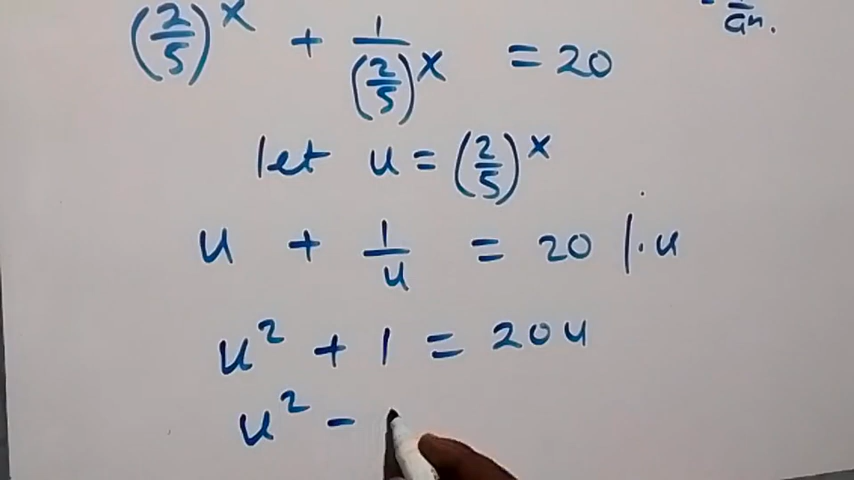 (2/5)^x + 1/(2/5)^x = 20
let u = (2/5)^x
u + 1/u = 20 |·u
u² + 1 = 20u
u² -